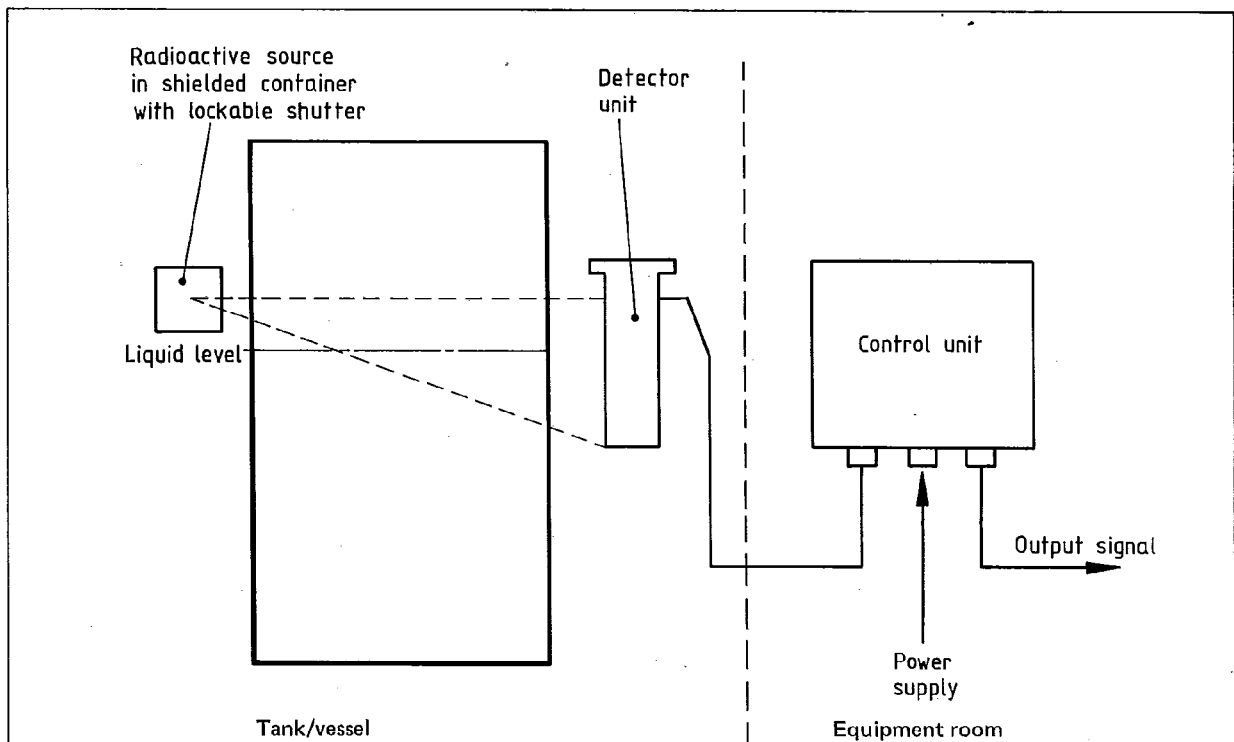 Radioactive source
in shielded container
with lockable shutter
Detector
unit
Liquid level
Control unit
Output signal
Power
supply
Tank/vessel
Equipment room